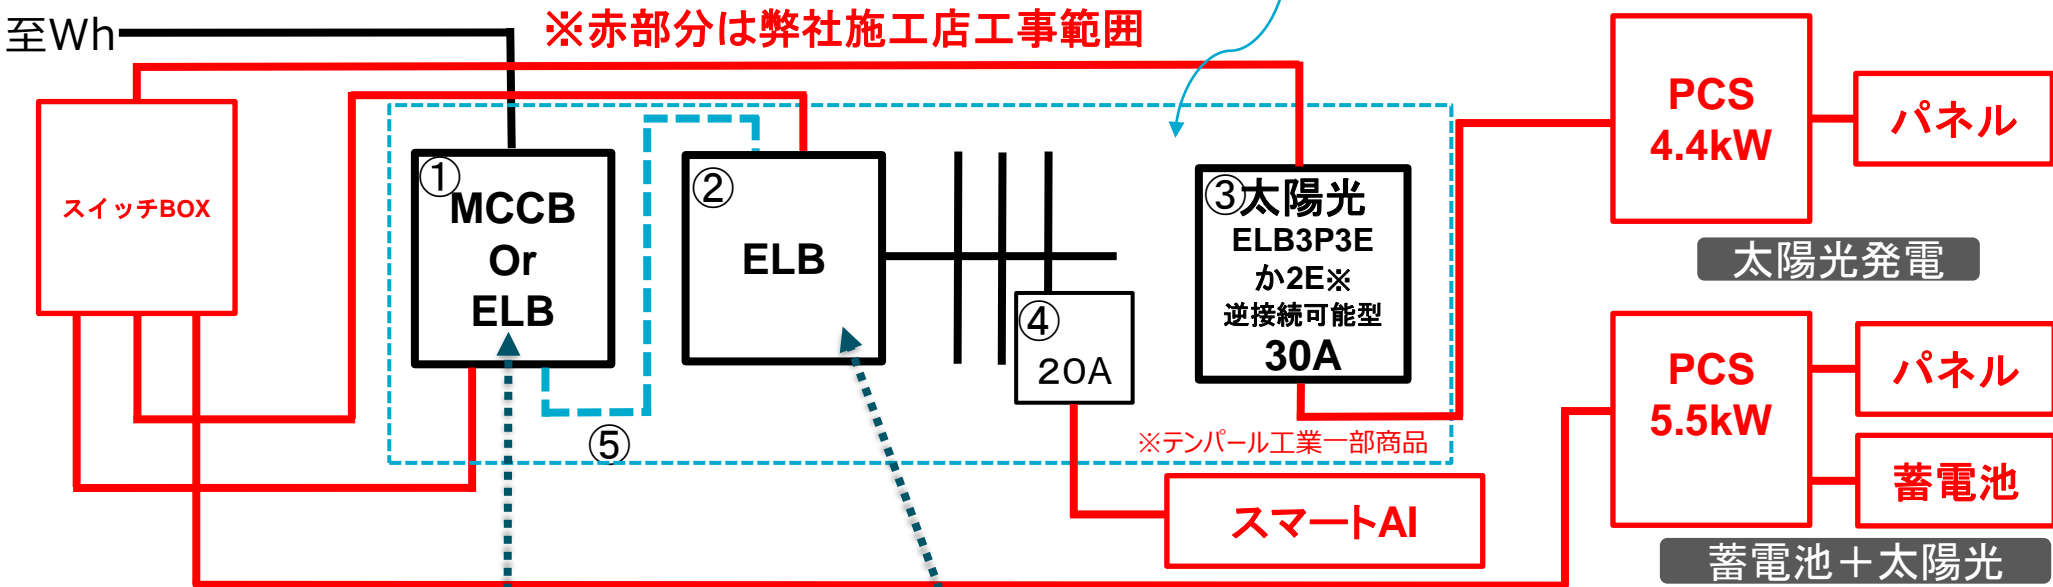 至Wh
※赤部分は弊社施工店工事範囲
スイッチBOX
①
MCCB
Or
ELB
②
ELB
③太陽光
ELB3P3E
か2E※
逆接続可能型
30A
④
20A
⑤
※テンパール工業一部商品
スマートAI
PCS
4.4kW
パネル
太陽光発電
PCS
5.5kW
パネル
蓄電池
蓄電池＋太陽光